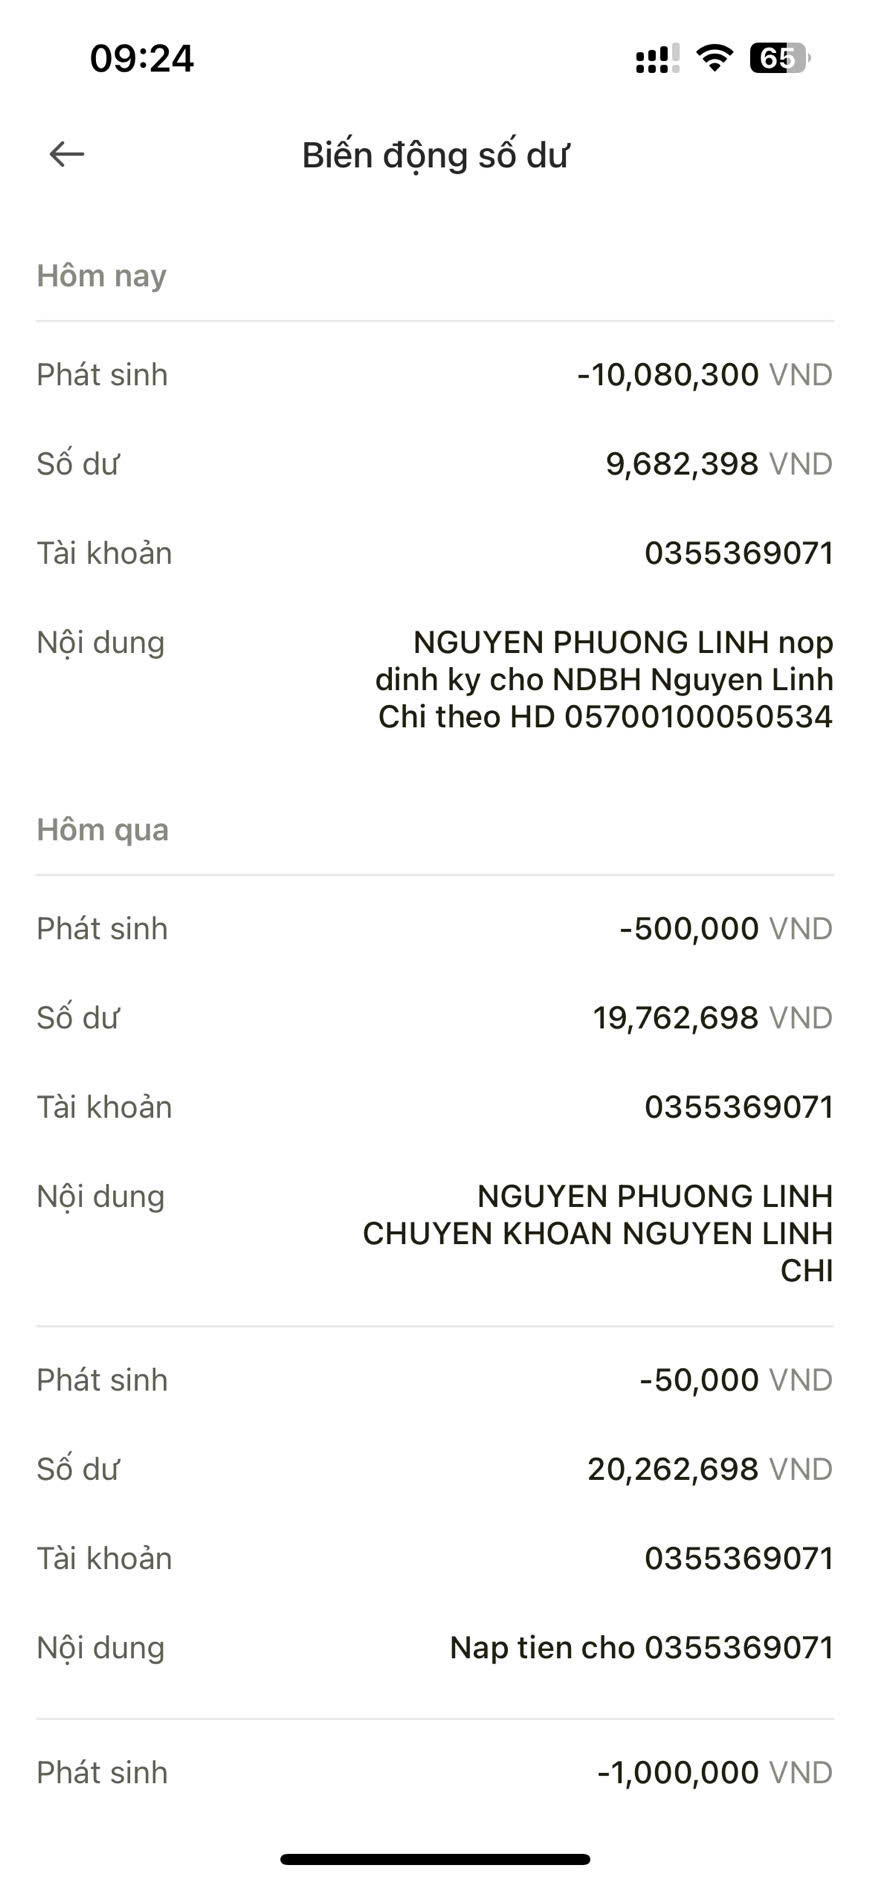 09:24
65
Biến động số dư
Hôm nay
Phát sinh -10,080,300 VND
Số dư 9,682,398 VND
Tài khoản 0355369071
Nội dung NGUYEN PHUONG LINH nop
dinh ky cho NDBH Nguyen Linh
Chi theo HD 05700100050534
Hôm qua
Phát sinh -500,000 VND
Số dư 19,762,698 VND
Tài khoản 0355369071
Nội dung NGUYEN PHUONG LINH
CHUYEN KHOAN NGUYEN LINH
CHI
Phát sinh -50,000 VND
Số dư 20,262,698 VND
Tài khoản 0355369071
Nội dung Nap tien cho 0355369071
Phát sinh -1,000,000 VND